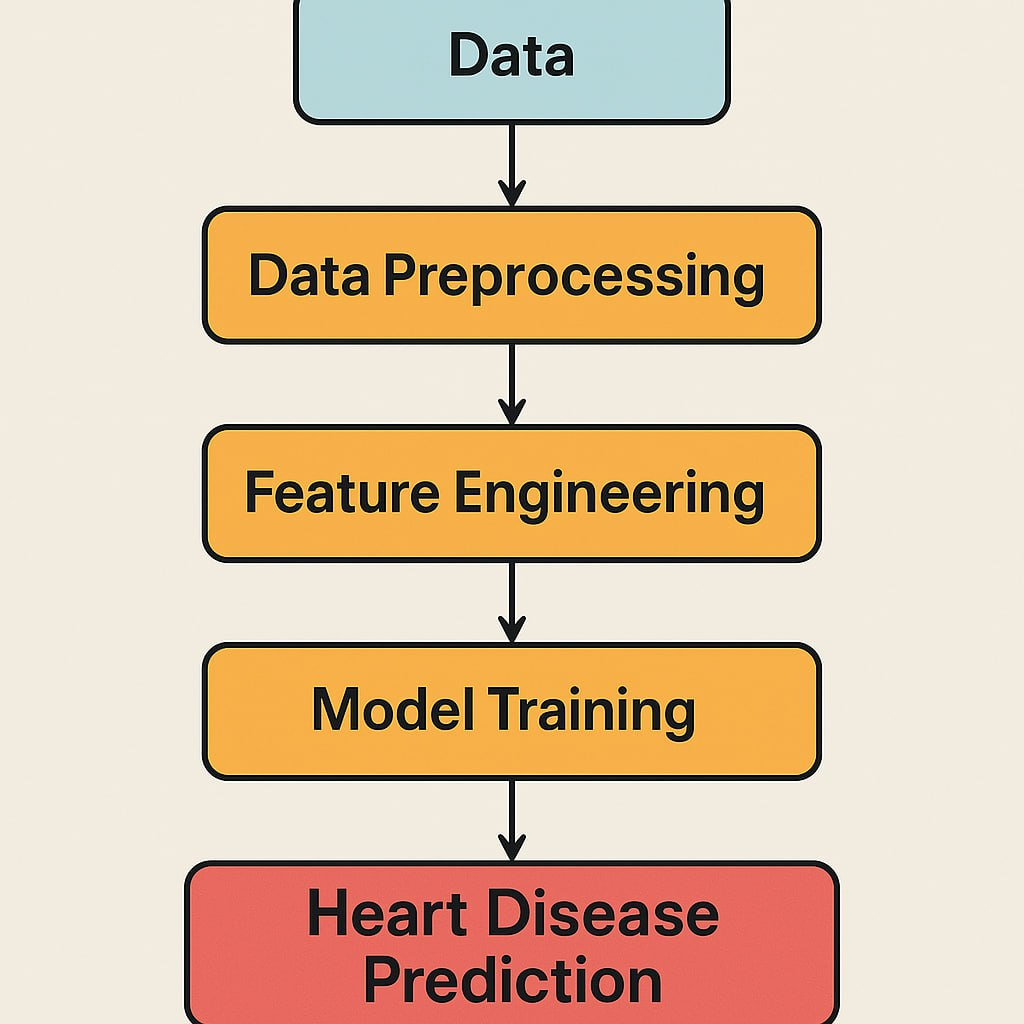 Data
Data Preprocessing
Feature Engineering
Model Training
Heart Disease
Prediction